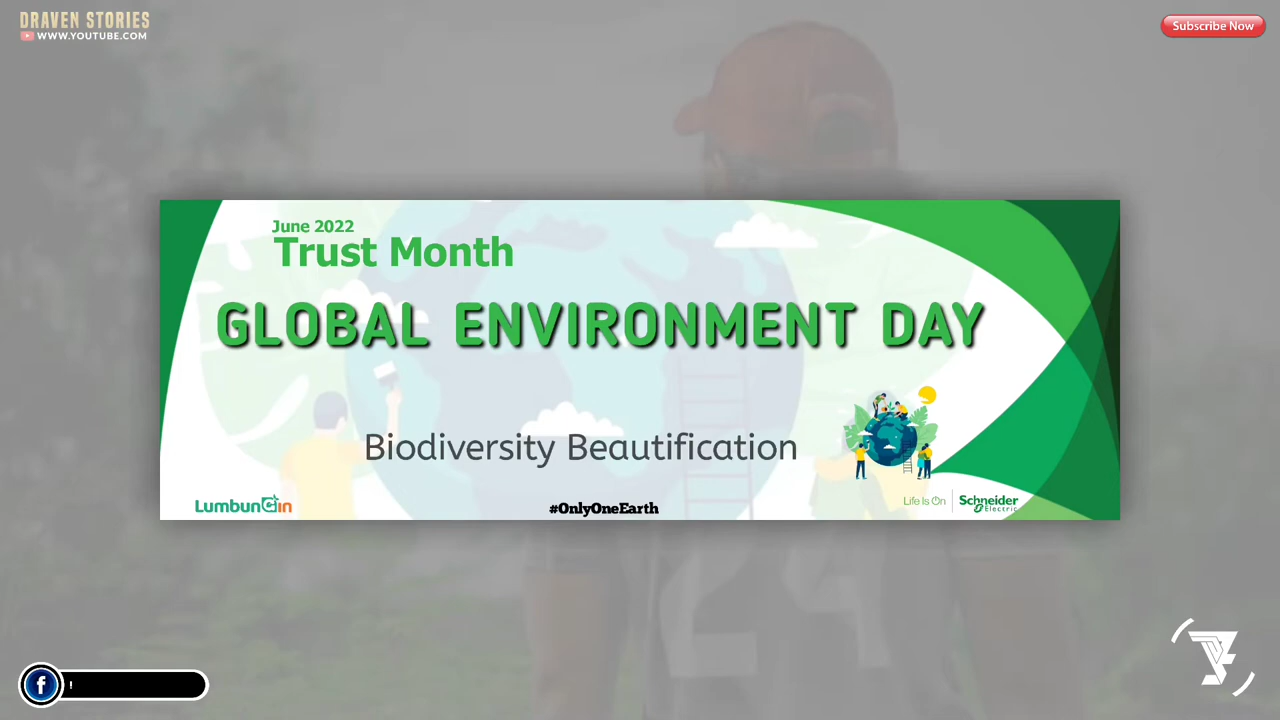 DRAVEN STORIES
WWW.YOUTUBE.COM
Subscribe Now
June 2022
Trust Month
GLOBAL ENVIRONMENT DAY
Biodiversity Beautification
LumbunGin
#OnlyOneEarth
Life Is On
Schneider
Electric
f
!